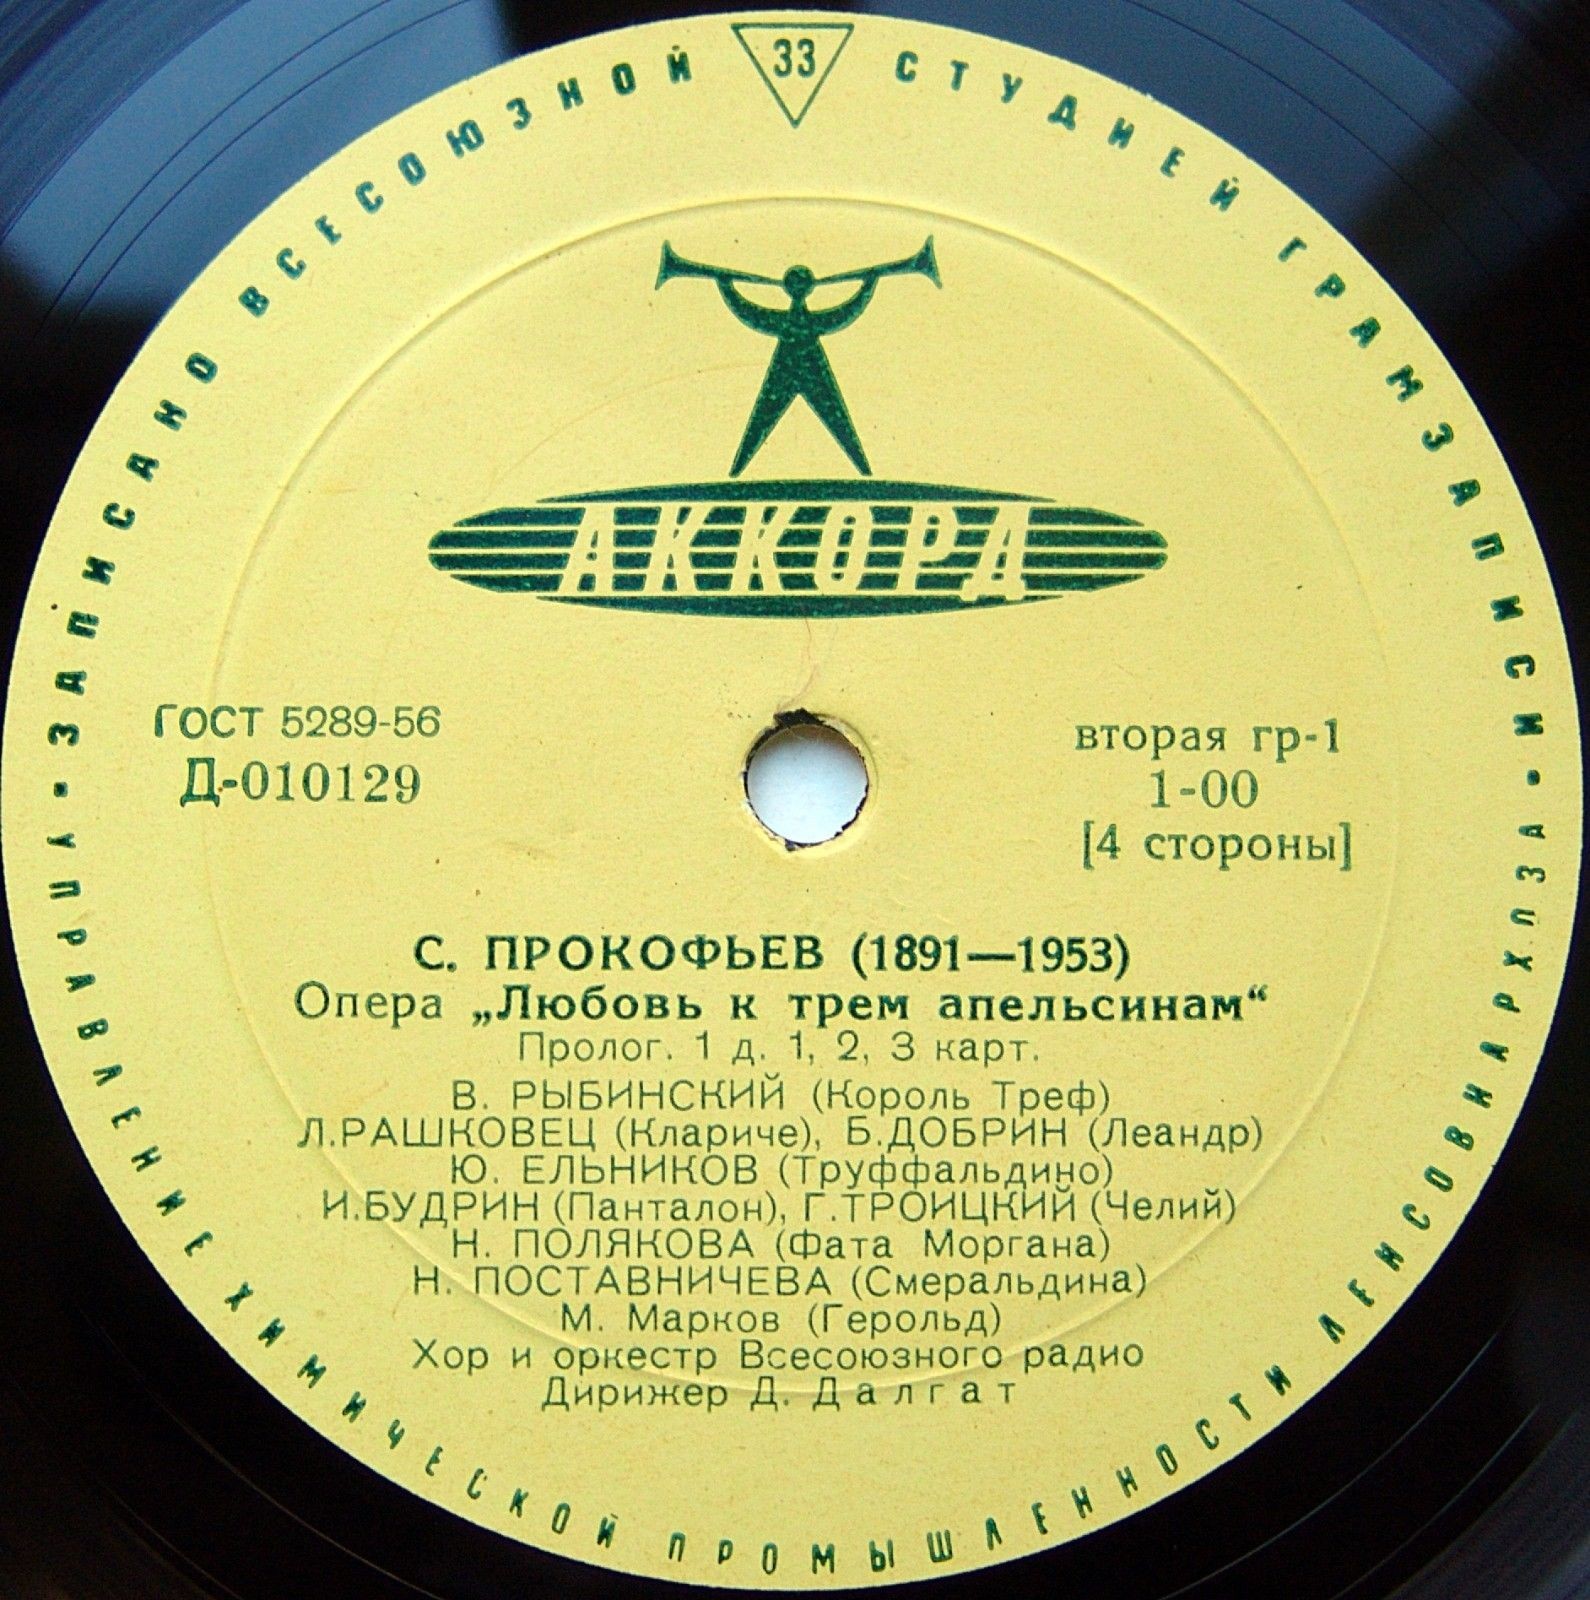 ЗАПИСАНО ВСЕСОЮЗНОЙ СТУДИЕЙ ГРАМЗАПИСИ
33
АККОРД
ГОСТ 5289-56
Д-010129
вторая гр-1
1-00
[4 стороны]
С. ПРОКОФЬЕВ (1891—1953)
Опера „Любовь к трем апельсинам“
Пролог. 1 д. 1, 2, 3 карт.
В. РЫБИНСКИЙ (Король Треф)
Л.РАШКОВЕЦ (Клариче), Б.ДОБРИН (Леандр)
Ю. ЕЛЬНИКОВ (Труффальдино)
И.БУДРИН (Панталон), Г.ТРОИЦКИЙ (Челий)
Н. ПОЛЯКОВА (Фата Моргана)
Н. ПОСТАВНИЧЕВА (Смеральдина)
М. Марков (Герольд)
Хор и оркестр Всесоюзного радио
Дирижер Д. Далгат
УПРАВЛЕНИЕ ХИМИЧЕСКОЙ ПРОМЫШЛЕННОСТИ ЛЕНСОВНАРХОЗА